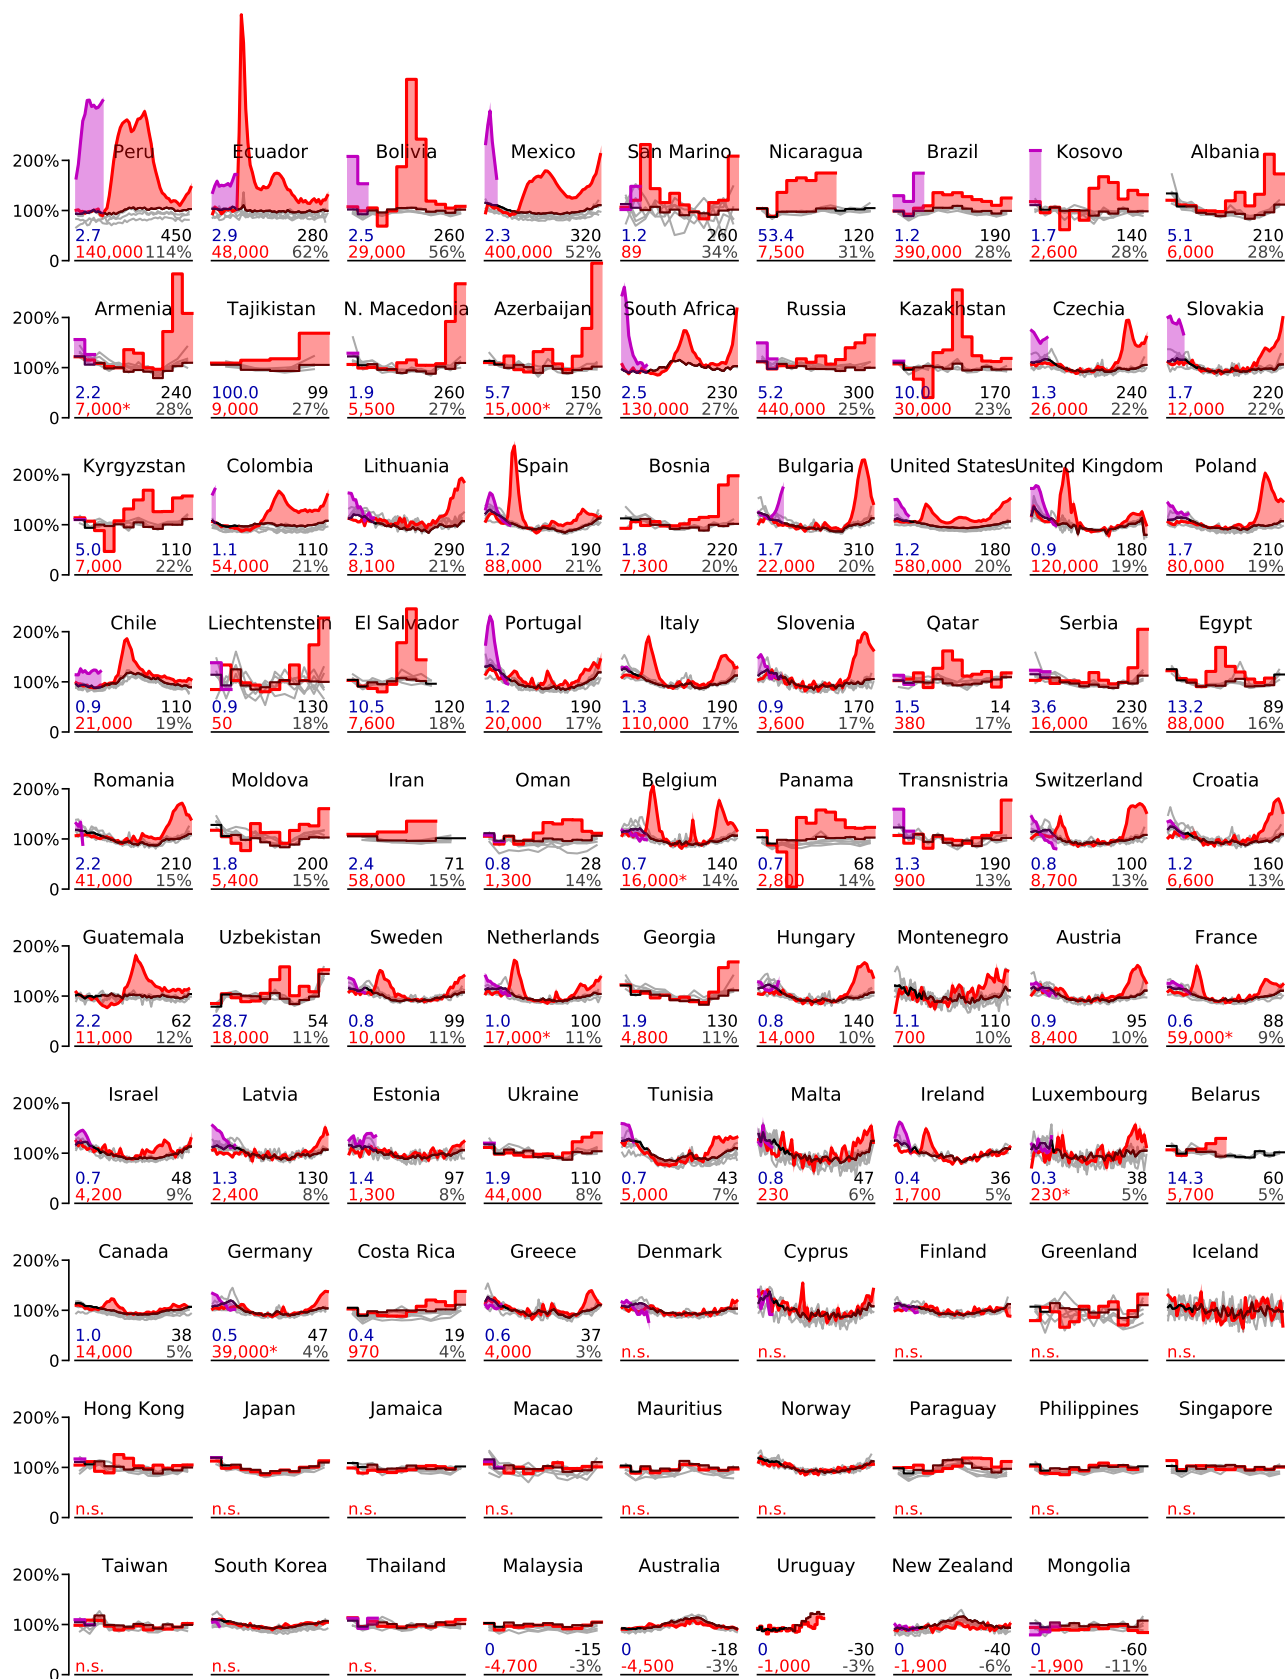 Peru Ecuador Bolivia Mexico San Marino Nicaragua Brazil Kosovo Albania
200%
100%
2.7 450 2.9 280 2.5 260 2.3 320 1.2 260 53.4 120 1.2 190 1.7 140 5.1 210
140,000 114% 48,000 62% 29,000 56% 400,000 52% 89 34% 7,500 31% 390,000 28% 2,600 28% 6,000 28%
0
Armenia Tajikistan N. Macedonia Azerbaijan South Africa Russia Kazakhstan Czechia Slovakia
200%
100%
2.2 240 100.0 99 1.9 260 5.7 150 2.5 230 5.2 300 10.0 170 1.3 240 1.7 220
7,000* 28% 9,000 27% 5,500 27% 15,000* 27% 130,000 27% 440,000 25% 30,000 23% 26,000 22% 12,000 22%
0
Kyrgyzstan Colombia Lithuania Spain Bosnia Bulgaria United States United Kingdom Poland
200%
100%
5.0 110 1.1 110 2.3 290 1.2 190 1.8 220 1.7 310 1.2 180 0.9 180 1.7 210
7,000 22% 54,000 21% 8,100 21% 88,000 21% 7,300 20% 22,000 20% 580,000 20% 120,000 19% 80,000 19%
0
Chile Liechtenstein El Salvador Portugal Italy Slovenia Qatar Serbia Egypt
200%
100%
0.9 110 0.9 130 10.5 120 1.2 190 1.3 190 0.9 170 1.5 14 3.6 230 13.2 89
21,000 19% 50 18% 7,600 18% 20,000 17% 110,000 17% 3,600 17% 380 17% 16,000 16% 88,000 16%
0
Romania Moldova Iran Oman Belgium Panama Transnistria Switzerland Croatia
200%
100%
2.2 210 1.8 200 2.4 71 0.8 28 0.7 140 0.7 68 1.3 190 0.8 100 1.2 160
41,000 15% 5,400 15% 58,000 15% 1,300 14% 16,000* 14% 2,800 14% 900 13% 8,700 13% 6,600 13%
0
Guatemala Uzbekistan Sweden Netherlands Georgia Hungary Montenegro Austria France
200%
100%
2.2 62 28.7 54 0.8 99 1.0 100 1.9 130 0.8 140 1.1 110 0.9 95 0.6 88
11,000 12% 18,000 11% 10,000 11% 17,000* 11% 4,800 11% 14,000 10% 700 10% 8,400 10% 59,000* 9%
0
Israel Latvia Estonia Ukraine Tunisia Malta Ireland Luxembourg Belarus
200%
100%
0.7 48 1.3 130 1.4 97 1.9 110 0.7 43 0.8 47 0.4 36 0.3 38 14.3 60
4,200 9% 2,400 8% 1,300 8% 44,000 8% 5,000 7% 230 6% 1,700 5% 230* 5% 5,700 5%
0
Canada Germany Costa Rica Greece Denmark Cyprus Finland Greenland Iceland
200%
100%
1.0 38 0.5 47 0.4 19 0.6 37
14,000 5% 39,000* 4% 970 4% 4,000 3% n.s. n.s. n.s. n.s. n.s.
0
Hong Kong Japan Jamaica Macao Mauritius Norway Paraguay Philippines Singapore
200%
100%
n.s. n.s. n.s. n.s. n.s. n.s. n.s. n.s. n.s.
0
Taiwan South Korea Thailand Malaysia Australia Uruguay New Zealand Mongolia
200%
100%
0 -15 0 -18 0 -30 0 -40 0 -60
n.s. n.s. n.s. -4,700 -3% -4,500 -3% -1,000 -3% -1,900 -6% -1,900 -11%
0